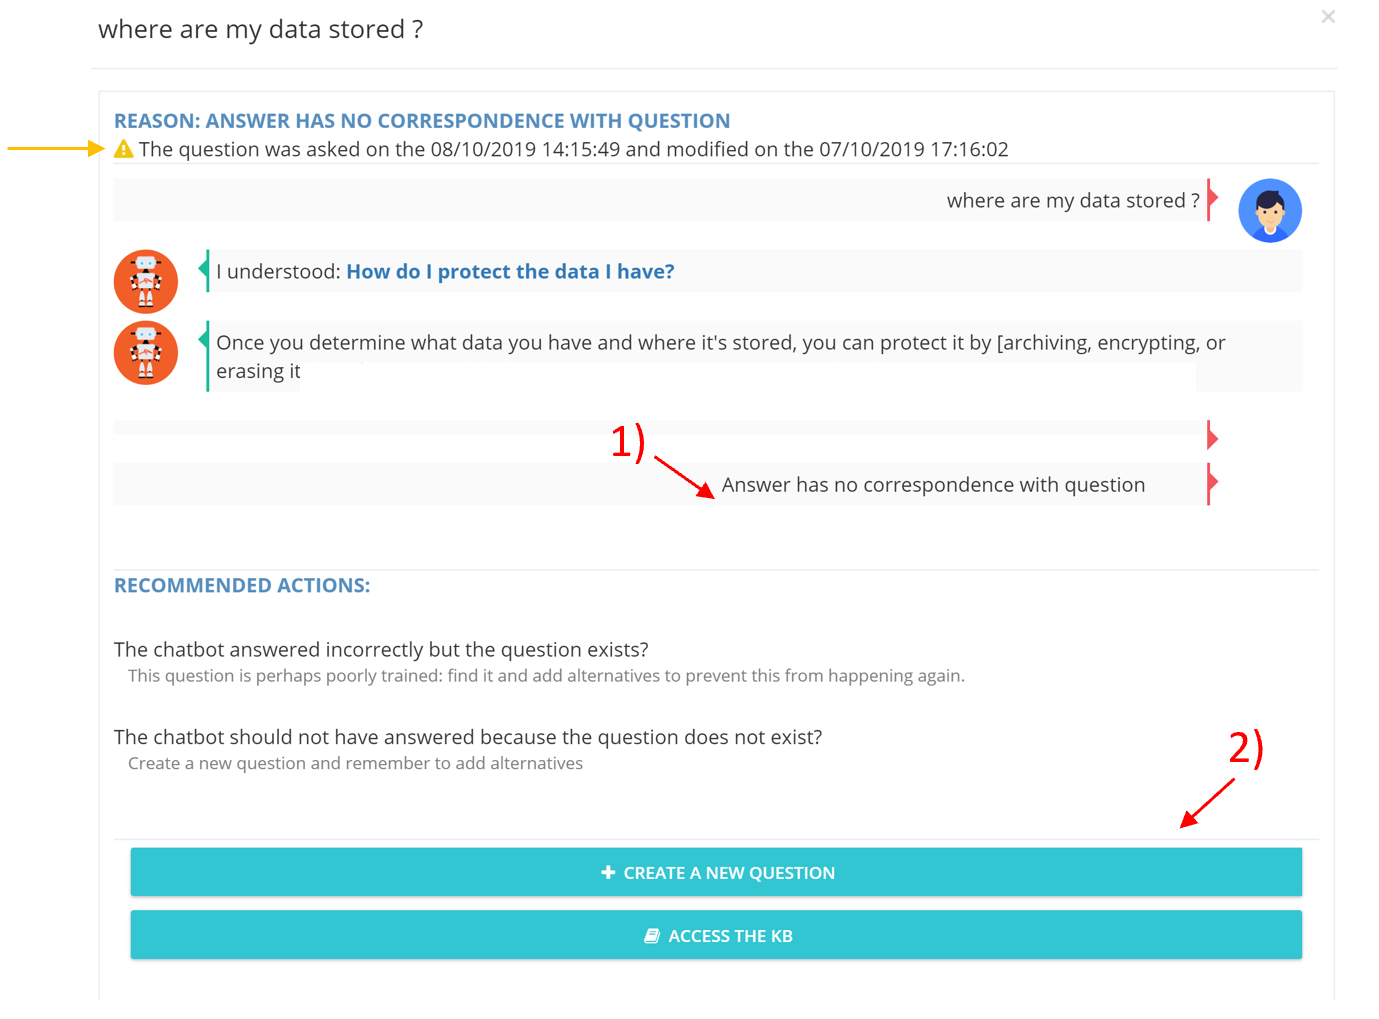 where are my data stored ?
×
REASON: ANSWER HAS NO CORRESPONDENCE WITH QUESTION
The question was asked on the 08/10/2019 14:15:49 and modified on the 07/10/2019 17:16:02
where are my data stored ?
I understood: How do I protect the data I have?
Once you determine what data you have and where it's stored, you can protect it by [archiving, encrypting, or
erasing it
1)
Answer has no correspondence with question
RECOMMENDED ACTIONS:
The chatbot answered incorrectly but the question exists?
This question is perhaps poorly trained: find it and add alternatives to prevent this from happening again.
The chatbot should not have answered because the question does not exist?
Create a new question and remember to add alternatives
2)
CREATE A NEW QUESTION
ACCESS THE KB